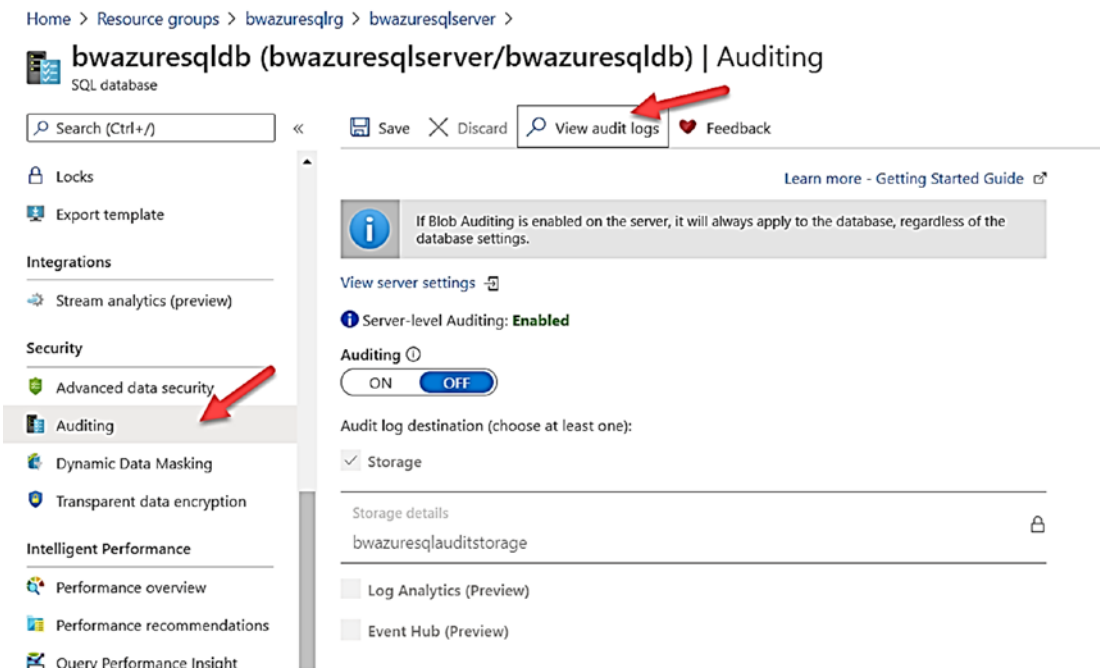 Home > Resource groups > bwazuresqlrg > bwazuresqlserver >
bwazuresqldb (bwazuresqlserver/bwazuresqldb) | Auditing
SQL database
Search (Ctrl+/)
«
Locks
Export template
Integrations
Stream analytics (preview)
Security
Advanced data security
Auditing
Dynamic Data Masking
Transparent data encryption
Intelligent Performance
Performance overview
Performance recommendations
Query Performance Insight
Save
Discard
View audit logs
Feedback
Learn more - Getting Started Guide
If Blob Auditing is enabled on the server, it will always apply to the database, regardless of the
database settings.
View server settings
Server-level Auditing: Enabled
Auditing
ON
OFF
Audit log destination (choose at least one):
Storage
Storage details
bwazuresqlauditstorage
Log Analytics (Preview)
Event Hub (Preview)